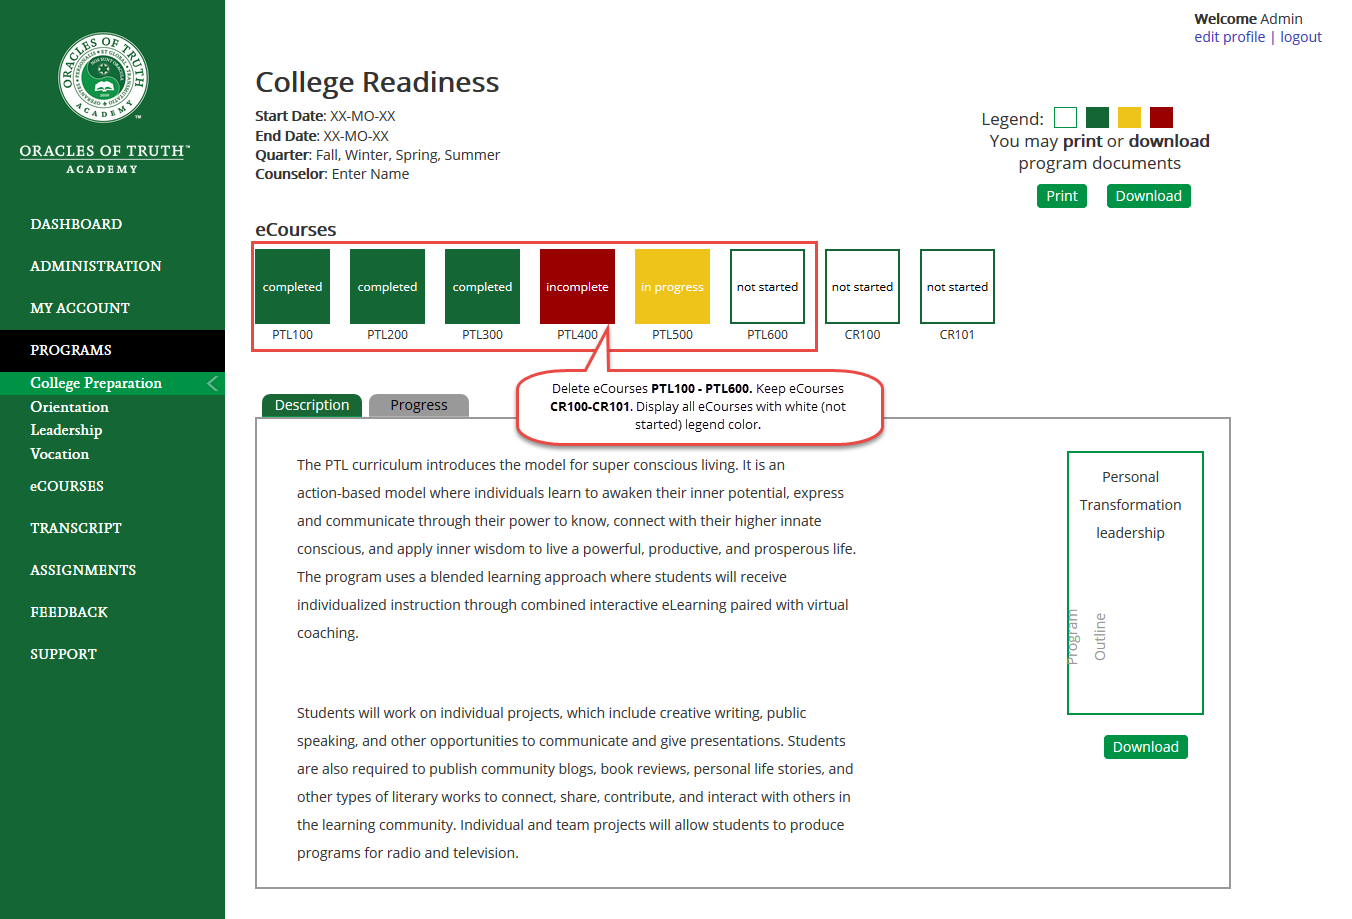 Welcome Admin
edit profile | logout
ORACLES OF TRUTH
ACADEMY
™
ORACLES OF TRUTH™
ACADEMY
DASHBOARD
ADMINISTRATION
MY ACCOUNT
PROGRAMS
College Preparation
Orientation
Leadership
Vocation
eCOURSES
TRANSCRIPT
ASSIGNMENTS
FEEDBACK
SUPPORT
College Readiness
Start Date: XX-MO-XX
End Date: XX-MO-XX
Quarter: Fall, Winter, Spring, Summer
Counselor: Enter Name
Legend:
You may print or download
program documents
Print Download
eCourses
completed completed completed incomplete in progress not started not started not started
PTL100 PTL200 PTL300 PTL400 PTL500 PTL600 CR100 CR101
Delete eCourses PTL100 - PTL600. Keep eCourses
CR100-CR101. Display all eCourses with white (not
started) legend color.
Description Progress
The PTL curriculum introduces the model for super conscious living. It is an
action-based model where individuals learn to awaken their inner potential, express
and communicate through their power to know, connect with their higher innate
conscious, and apply inner wisdom to live a powerful, productive, and prosperous life.
The program uses a blended learning approach where students will receive
individualized instruction through combined interactive eLearning paired with virtual
coaching.
Students will work on individual projects, which include creative writing, public
speaking, and other opportunities to communicate and give presentations. Students
are also required to publish community blogs, book reviews, personal life stories, and
other types of literary works to connect, share, contribute, and interact with others in
the learning community. Individual and team projects will allow students to produce
programs for radio and television.
Personal
Transformation
leadership
Program
Outline
Download